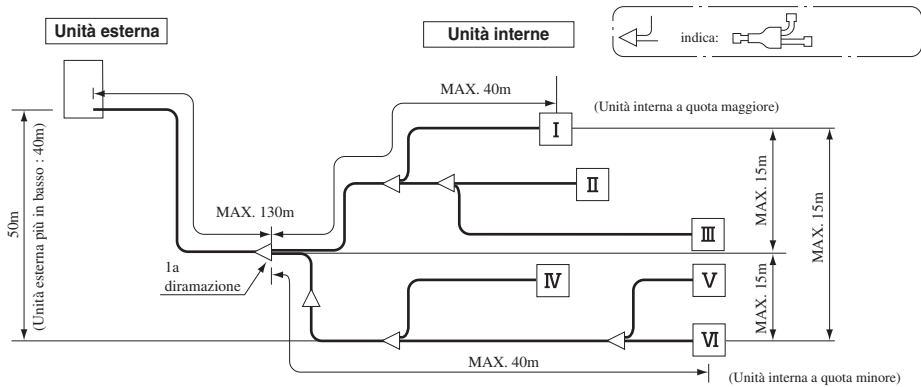 Unità esterna
Unità interne
indica:
MAX. 40m
(Unità interna a quota maggiore)
I
II
III
MAX. 130m
50m
(Unità esterna più in basso : 40m)
MAX. 15m
MAX. 15m
MAX. 15m
1a
diramazione
IV
V
VI
MAX. 40m
(Unità interna a quota minore)